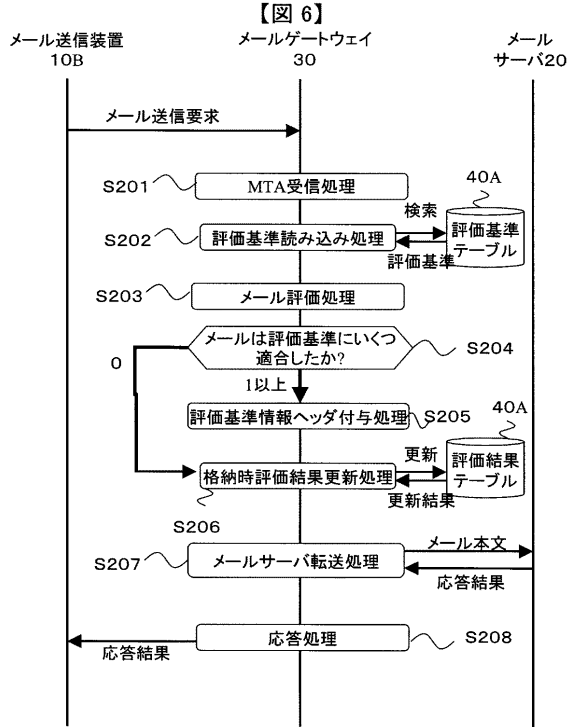 【図6】
メール送信装置
10B
メールゲートウェイ
30
メール
サーバ20
メール送信要求
S201
MTA受信処理
40A
検索
S202
評価基準読み込み処理
評価基準
評価基準
テーブル
S203
メール評価処理
メールは評価基準にいくつ
適合したか?
S204
0
1以上
評価基準情報ヘッダ付与処理
S205
40A
更新
格納時評価結果更新処理
評価結果
テーブル
更新結果
S206
メール本文
S207
メールサーバ転送処理
応答結果
応答処理
S208
応答結果